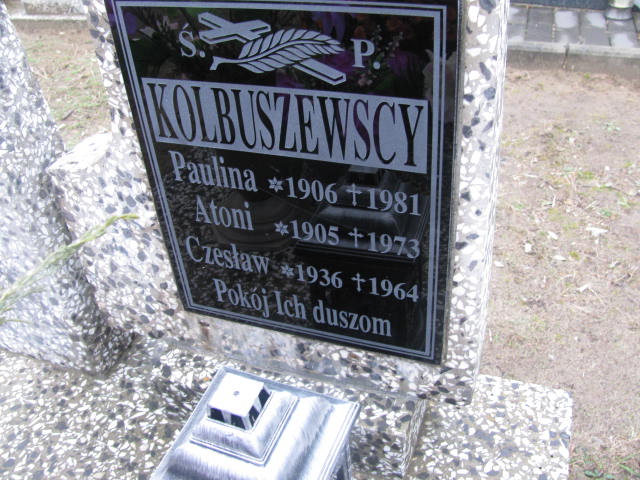 S. P.
KOLBUSZEWSCY
Paulina *1906 †1981
Atoni *1905 †1973
Czesław *1936 †1964
Pokój Ich duszom